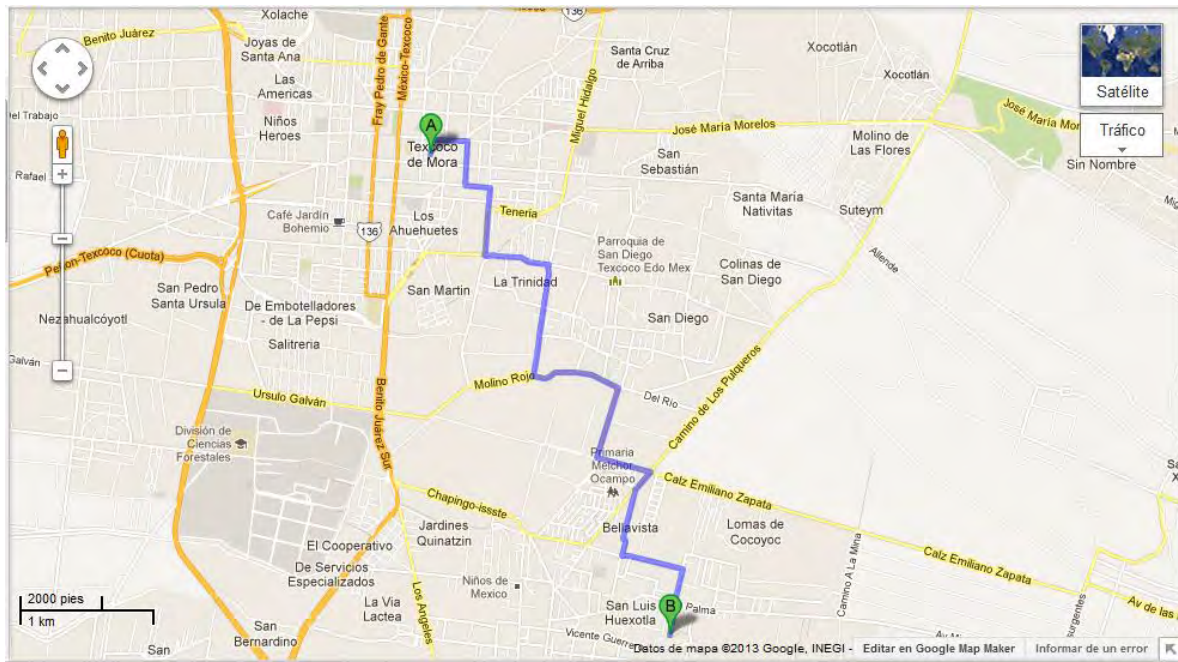 Xolache
Benito Juárez
Joyas de
Santa Ana
136
Santa Cruz
de Arriba
Xocotlán
Xocotlán
Satélite
Tráfico
Fray Pedro de Gante
México-Texcoco
Miguel Hidalgo
Las
Americas
Niños
Heroes
Del Trabajo
A
Texcoco
de Mora
José María Morelos
José María Mor
Molino de
Las Flores
Sin Nombre
San
Sebastián
Rafael
Santa María
Nativitas
Suteym
Café Jardín
Bohemio
136
Los
Ahuehuetes
Tenería
Parroquia de
San Diego
Texcoco Edo Mex
Allende
Peñon-Texcoco (Cuota)
San Pedro
Santa Ursula
San Martin
La Trinidad
Colinas de
San Diego
De Embotelladores
- de La Pepsi
Nezahualcóyotl
San Diego
Salitreria
Galván
Ursulo Galván
Benito Juárez Sur
Molino Rojo
Del Río
Camino de Los Pulqueros
División de
Ciencias
Forestales
Primaria
Melchor
Ocampo
Calz Emiliano Zapata
Chapingo-issste
Jardines
Quinatzin
Bellavista
Lomas de
Cocoyoc
El Cooperativo
De Servicios
Especializados
Calz Emiliano Zapata
Camino A La Mina
Niños de
Mexico
Los Angeles
2000 pies
1 km
La Via
Lactea
San Luis
Huexotla
B
Palma
Av de las
San
Bernardino
San
Vicente Guerre
Datos de mapa ©2013 Google, INEGI -
Editar en Google Map Maker
Informar de un error